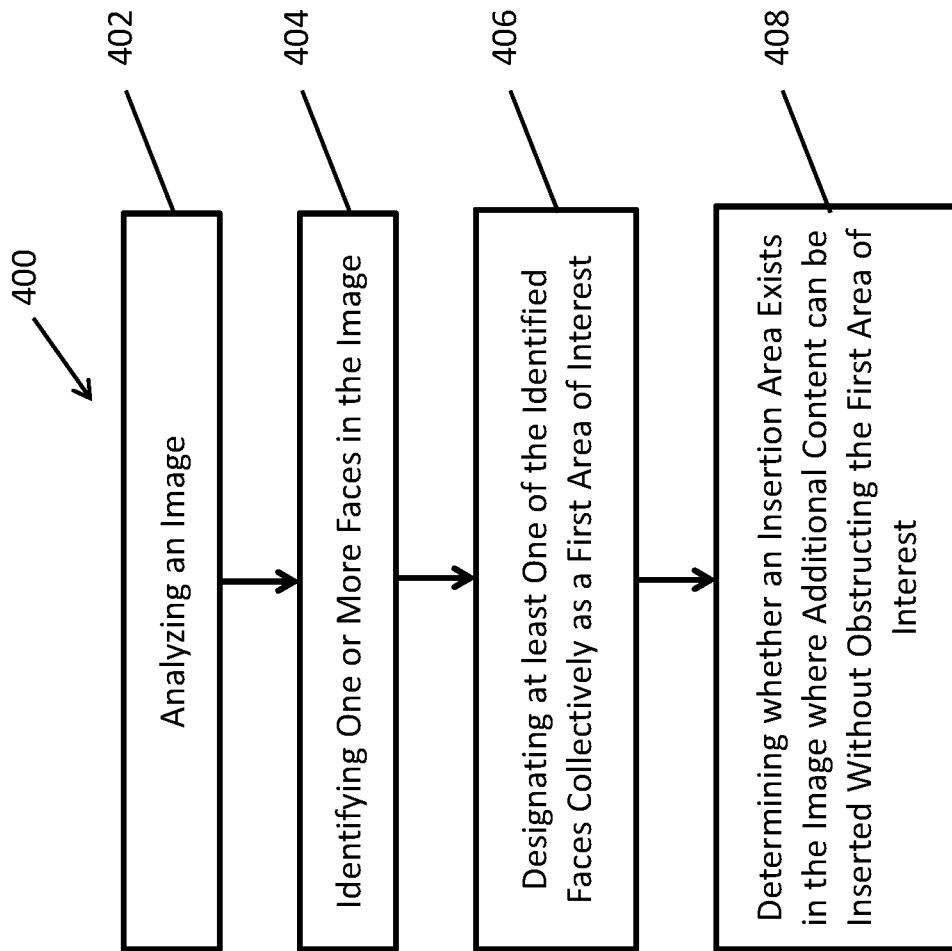 400
Analyzing an Image
402
Identifying One or More Faces in the Image
404
Designating at least One of the Identified
Faces Collectively as a First Area of Interest
406
Determining whether an Insertion Area Exists
in the Image where Additional Content can be
Inserted Without Obstructing the First Area of
Interest
408